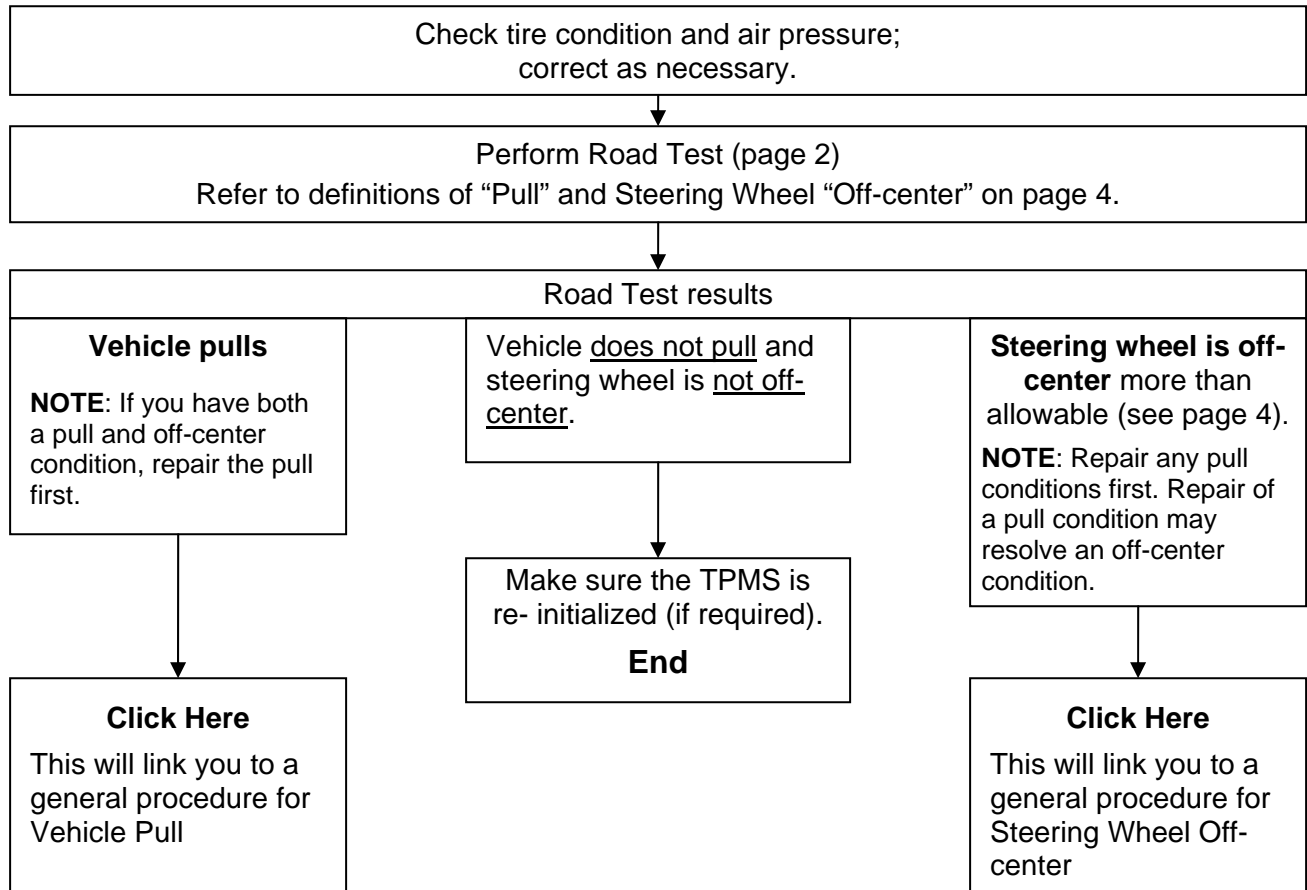 Check tire condition and air pressure;
correct as necessary.
Perform Road Test (page 2)
Refer to definitions of “Pull” and Steering Wheel “Off-center” on page 4.
Road Test results
Vehicle pulls
NOTE: If you have both
a pull and off-center
condition, repair the pull
first.
Click Here
This will link you to a
general procedure for
Vehicle Pull
Vehicle does not pull and
steering wheel is not off-
center.
Make sure the TPMS is
re- initialized (if required).
End
Steering wheel is off-
center more than
allowable (see page 4).
NOTE: Repair any pull
conditions first. Repair of
a pull condition may
resolve an off-center
condition.
Click Here
This will link you to a
general procedure for
Steering Wheel Off-
center